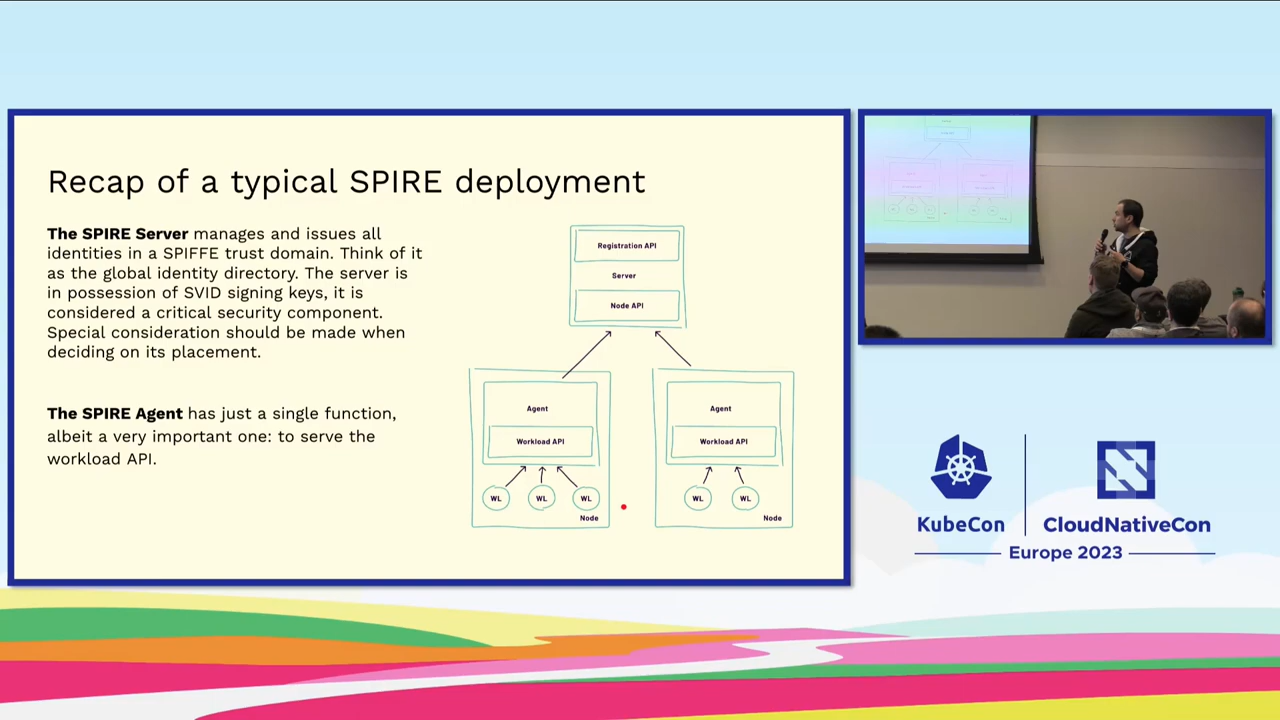 Recap of a typical SPIRE deployment
The SPIRE Server manages and issues all
identities in a SPIFFE trust domain. Think of it
as the global identity directory. The server is
in possession of SVID signing keys, it is
considered a critical security component.
Special consideration should be made when
deciding on its placement.
The SPIRE Agent has just a single function,
albeit a very important one: to serve the
workload API.
Registration API
Server
Node API
Agent
Workload API
WL
WL
WL
Node
Agent
Workload API
WL
WL
Node
KubeCon
CloudNativeCon
Europe 2023